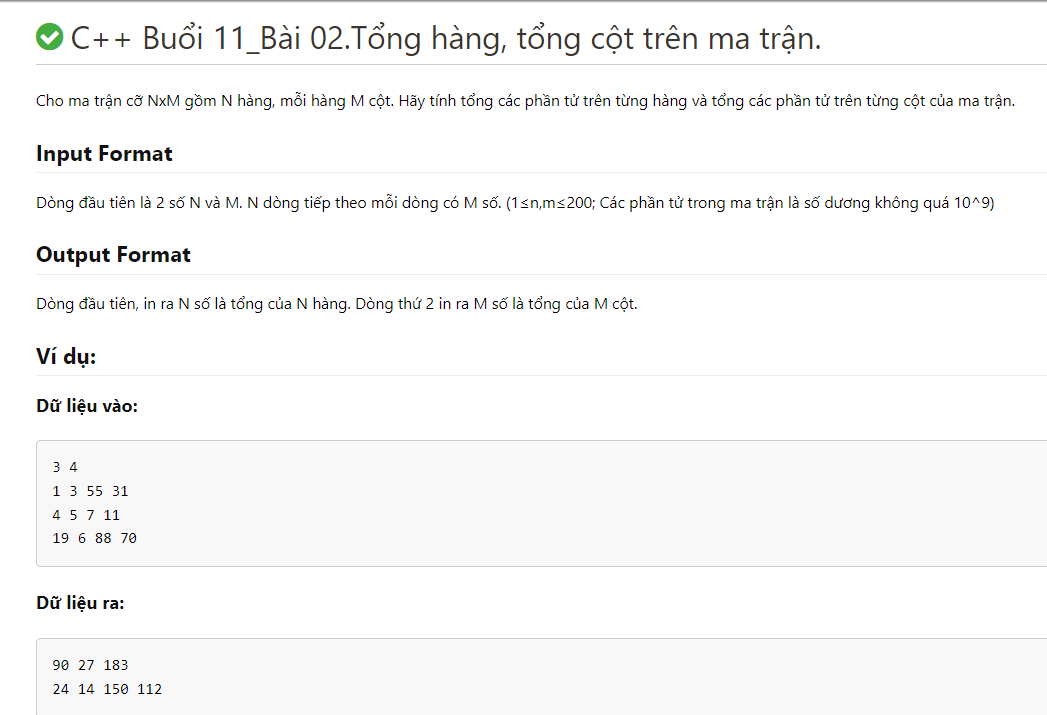 C++ Buổi 11_Bài 02.Tổng hàng, tổng cột trên ma trận.
Cho ma trận cỡ NxM gồm N hàng, mỗi hàng M cột. Hãy tính tổng các phần tử trên từng hàng và tổng các phần tử trên từng cột của ma trận.
Input Format
Dòng đầu tiên là 2 số N và M. N dòng tiếp theo mỗi dòng có M số. (1≤n,m≤200; Các phần tử trong ma trận là số dương không quá 10^9)
Output Format
Dòng đầu tiên, in ra N số là tổng của N hàng. Dòng thứ 2 in ra M số là tổng của M cột.
Ví dụ:
Dữ liệu vào:
3 4
1 3 55 31
4 5 7 11
19 6 88 70
Dữ liệu ra:
90 27 183
24 14 150 112